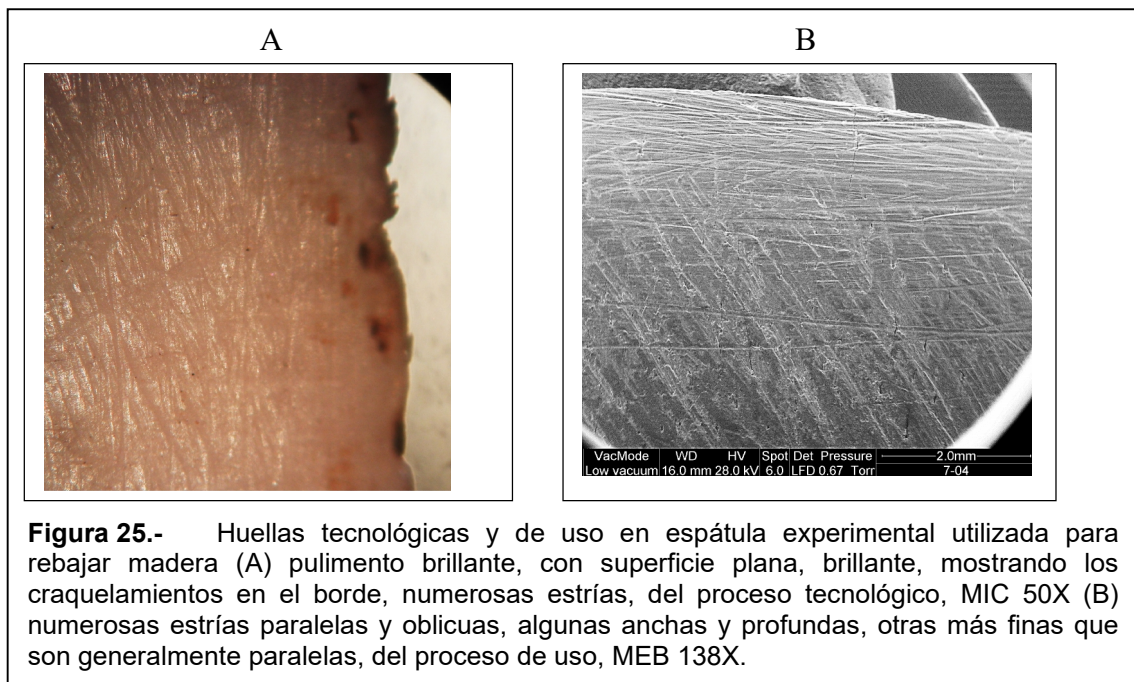 A
B
VacMode WD HV Spot Det Pressure 2.0mm
Low vacuum 16.0 mm 28.0 kV 6.0 LFD 0.67 Torr 7-04
Figura 25.- Huellas tecnológicas y de uso en espátula experimental utilizada para
rebajar madera (A) pulimento brillante, con superficie plana, brillante, mostrando los
craquelamientos en el borde, numerosas estrías, del proceso tecnológico, MIC 50X (B)
numerosas estrías paralelas y oblicuas, algunas anchas y profundas, otras más finas que
son generalmente paralelas, del proceso de uso, MEB 138X.